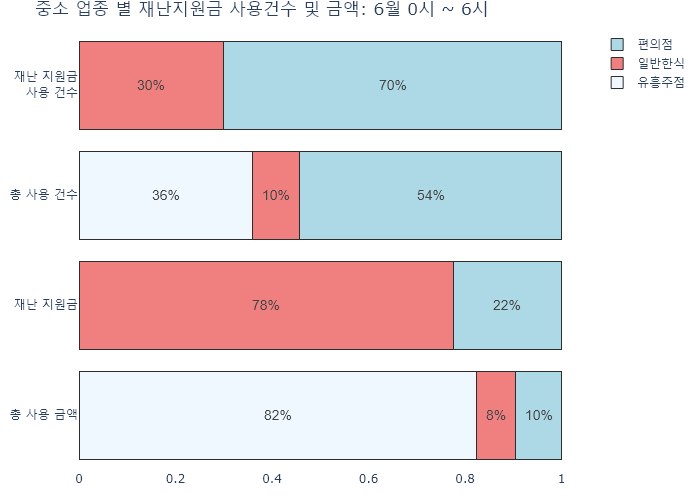 중소 업종 별 재난지원금 사용건수 및 금액: 6월 0시 ~ 6시
편의점
일반한식
유흥주점
재난 지원금
사용 건수
30%
70%
총 사용 건수
36%
10%
54%
재난 지원금
78%
22%
총 사용 금액
82%
8%
10%
0
0.2
0.4
0.6
0.8
1